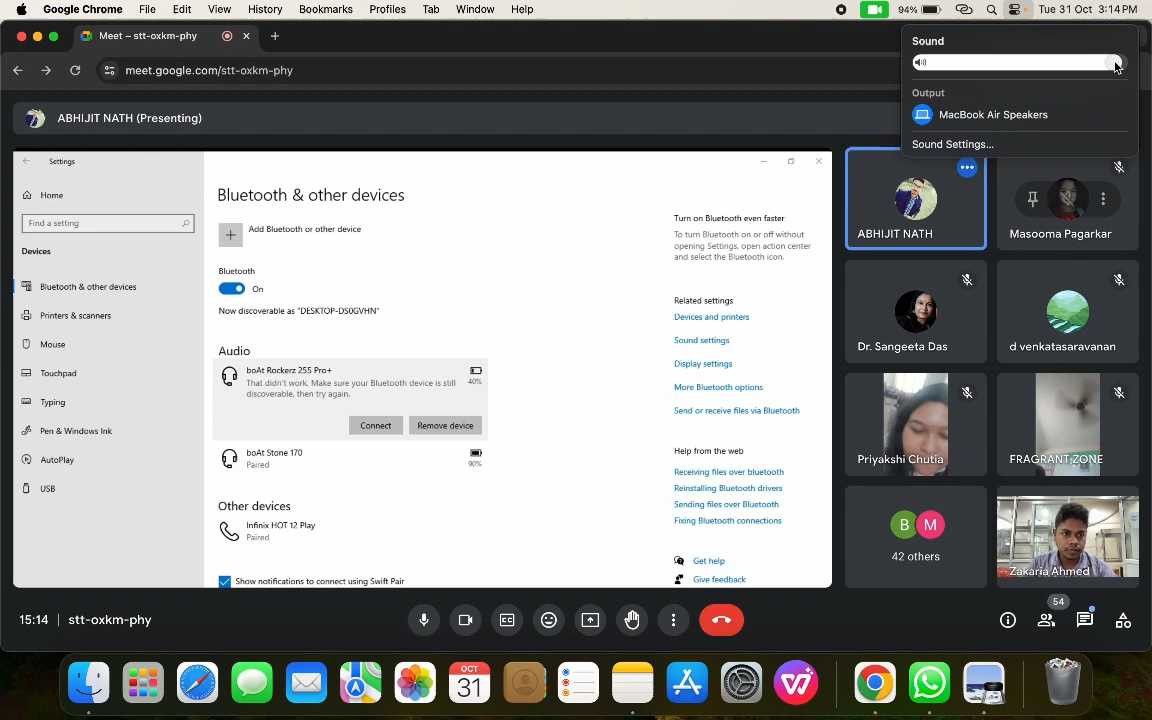 Google Chrome File Edit View History Bookmarks Profiles Tab Window Help 94% Tue 31 Oct 3:14 PM
Meet – stt-oxkm-phy
meet.google.com/stt-oxkm-phy
Sound
Output
MacBook Air Speakers
Sound Settings...
ABHIJIT NATH (Presenting)
Settings
Home
Find a setting
Devices
Bluetooth & other devices
Printers & scanners
Mouse
Touchpad
Typing
Pen & Windows Ink
AutoPlay
USB
Bluetooth & other devices
Add Bluetooth or other device
Bluetooth
On
Now discoverable as "DESKTOP-DS0GVHN"
Audio
boAt Rockerz 255 Pro+
40%
That didn't work. Make sure your Bluetooth device is still
discoverable, then try again.
Connect Remove device
boAt Stone 170
Paired
90%
Other devices
Infinix HOT 12 Play
Paired
Show notifications to connect using Swift Pair
Turn on Bluetooth even faster
To turn Bluetooth on or off without
opening Settings, open action center
and select the Bluetooth icon.
Related settings
Devices and printers
Sound settings
Display settings
More Bluetooth options
Send or receive files via Bluetooth
Help from the web
Receiving files over bluetooth
Reinstalling Bluetooth drivers
Sending files over Bluetooth
Fixing Bluetooth connections
Get help
Give feedback
ABHIJIT NATH
Masooma Pagarkar
Dr. Sangeeta Das
d venkatasaravanan
Priyakshi Chutia
FRAGRANT ZONE
B M
42 others
Zakaria Ahmed
15:14 | stt-oxkm-phy
54
OCT
31